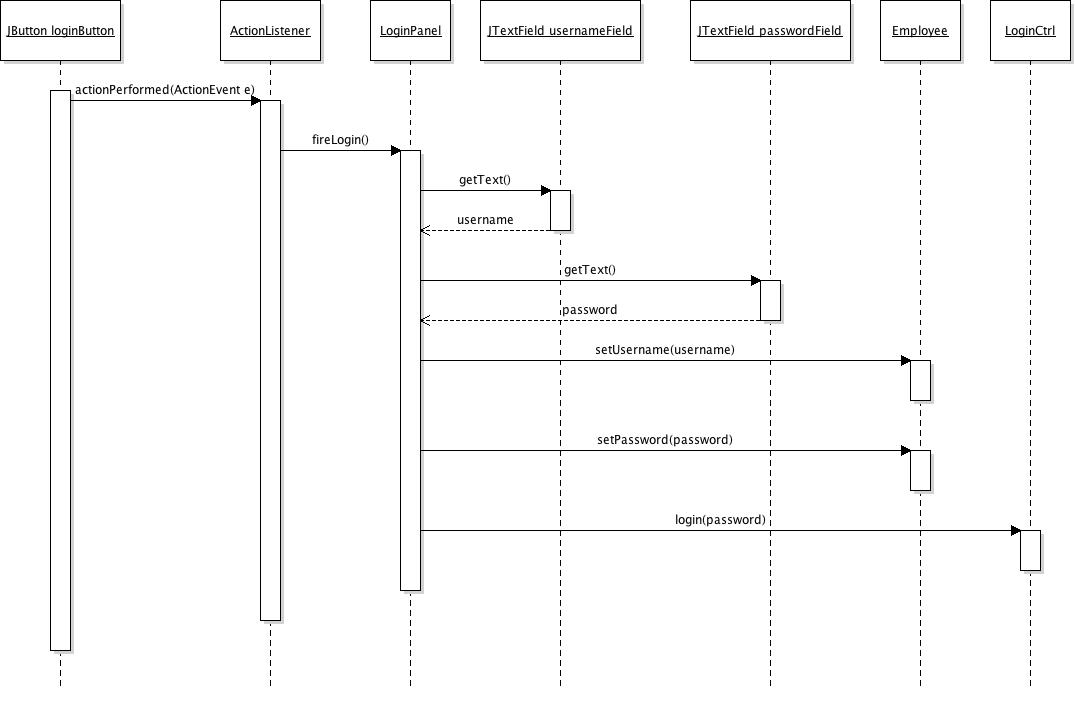 JButton loginButton
ActionListener
LoginPanel
JTextField usernameField
JTextField passwordField
Employee
LoginCtrl
actionPerformed(ActionEvent e)
fireLogin()
getText()
username
getText()
password
setUsername(username)
setPassword(password)
login(password)